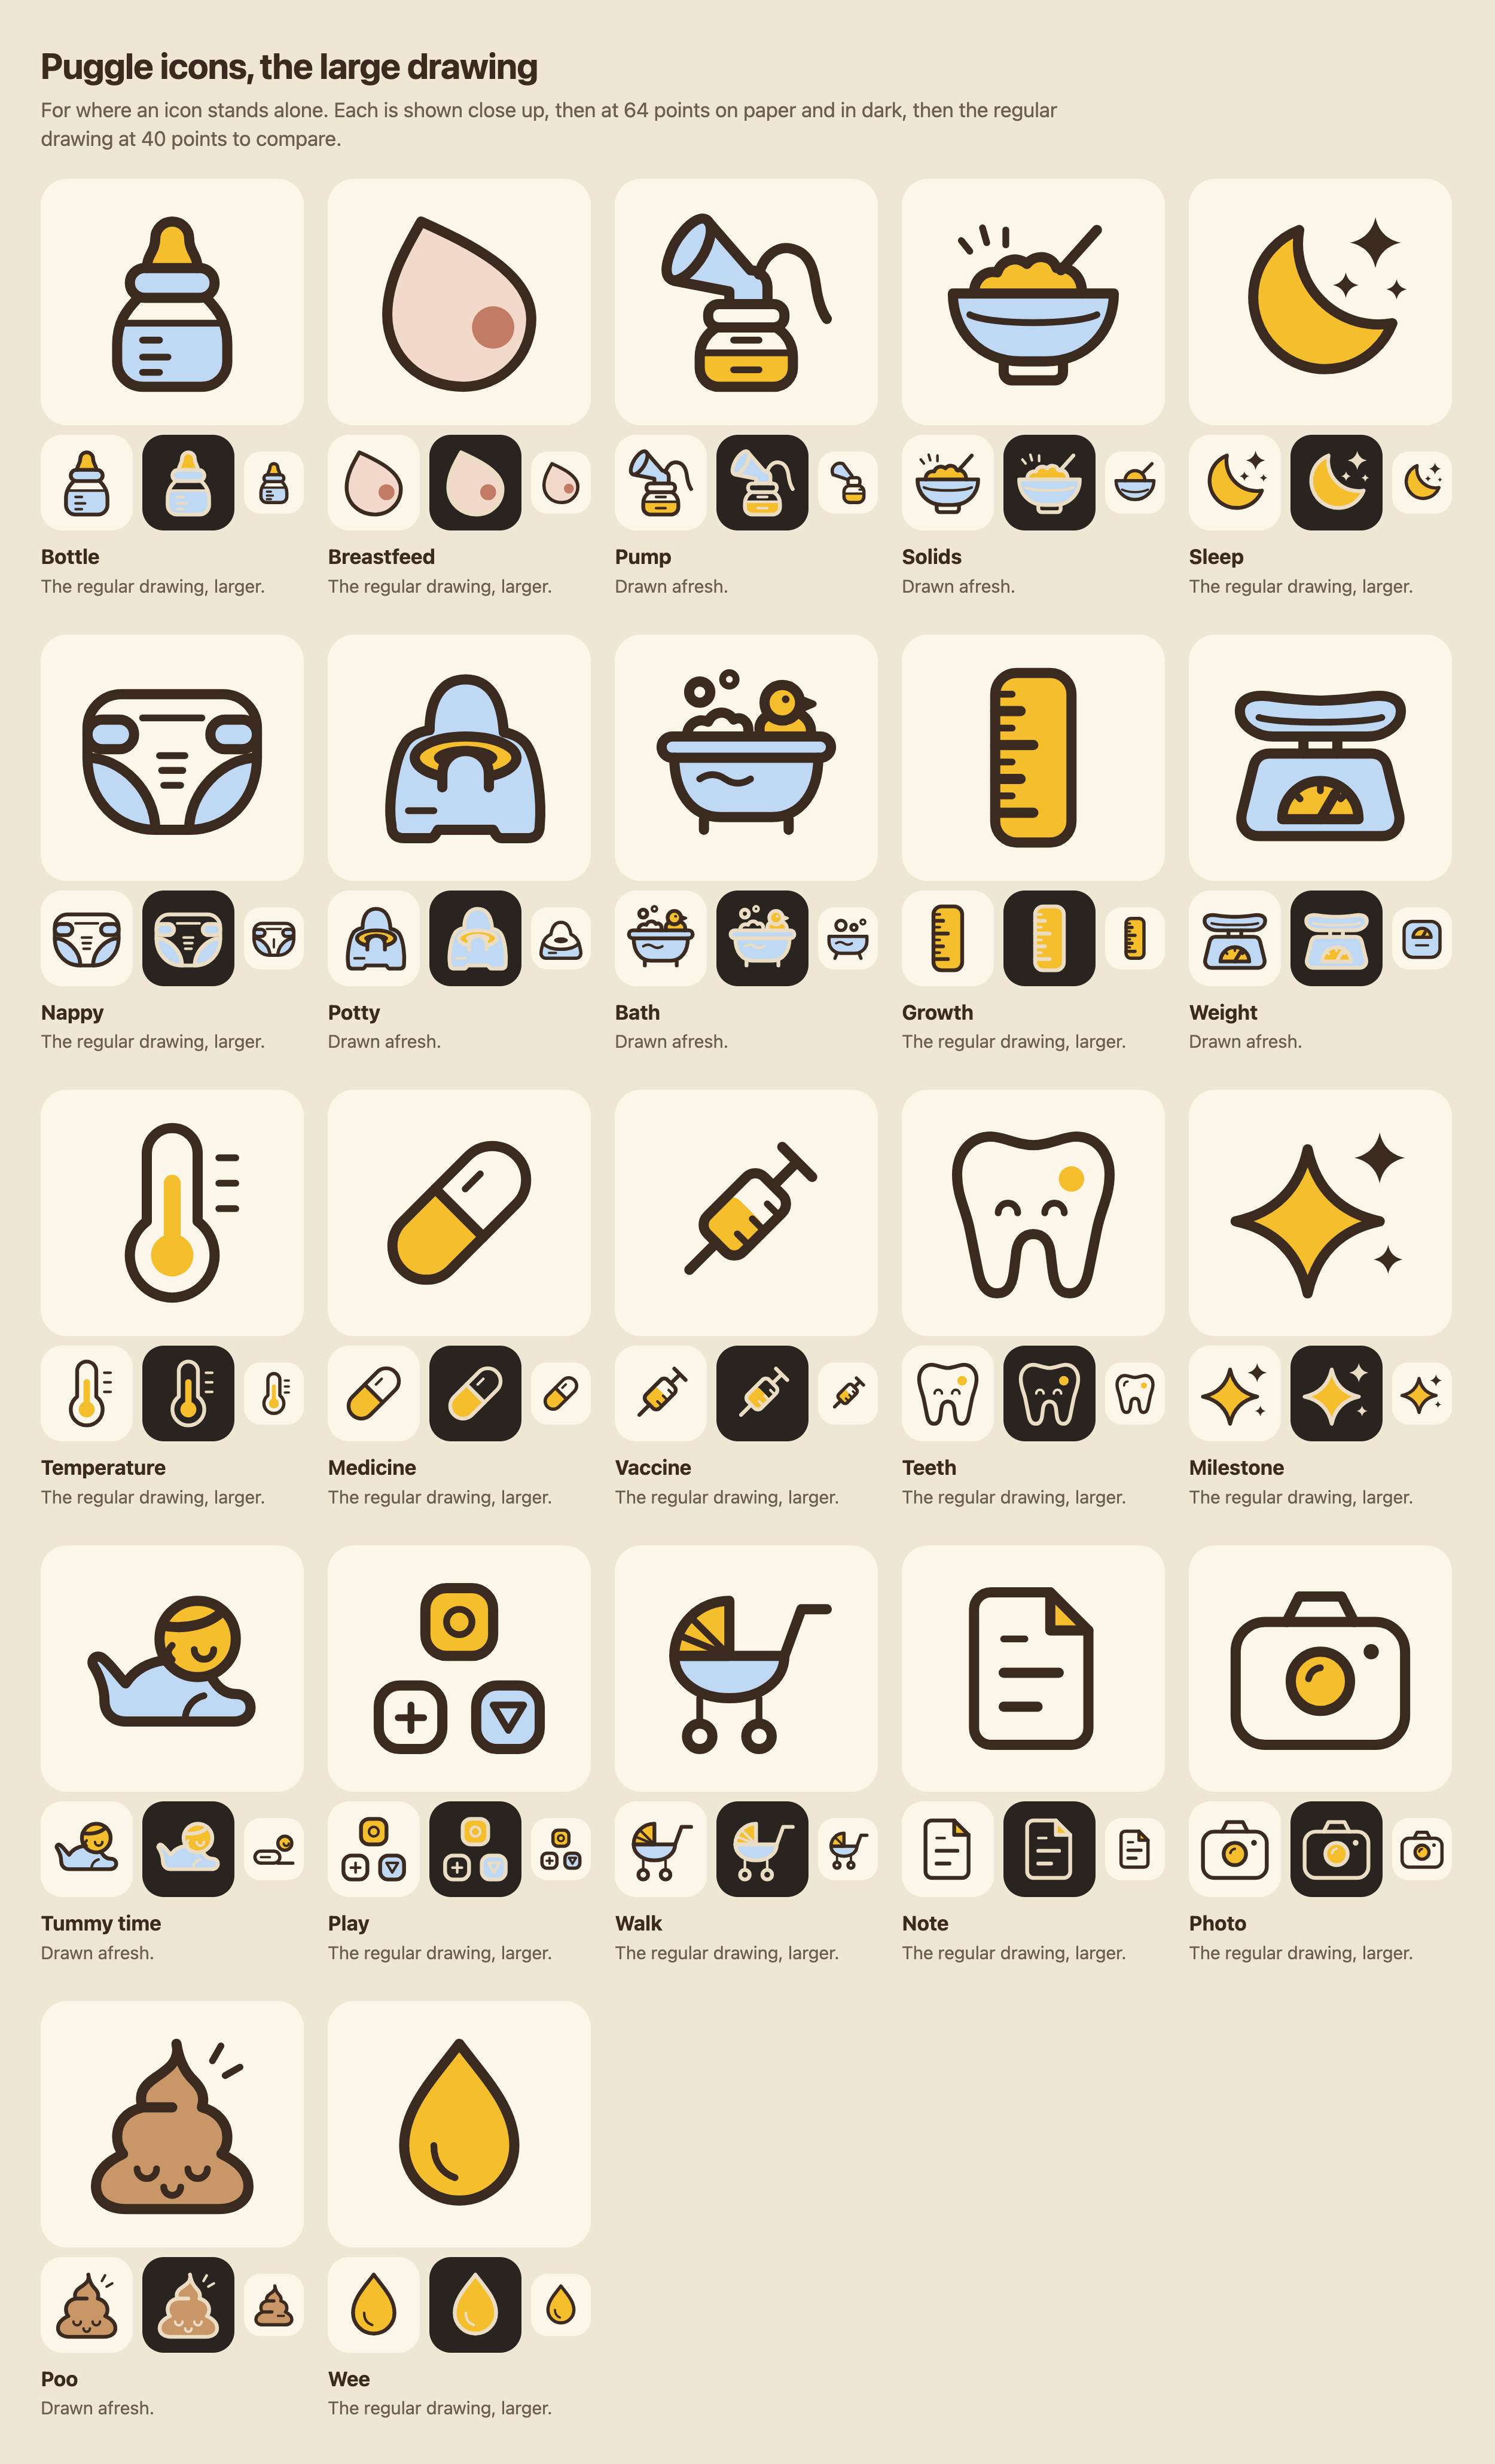 Puggle icons, the large drawing
For where an icon stands alone. Each is shown close up, then at 64 points on paper and in dark, then the regular
drawing at 40 points to compare.
Bottle
The regular drawing, larger.
Breastfeed
The regular drawing, larger.
Pump
Drawn afresh.
Solids
Drawn afresh.
Sleep
The regular drawing, larger.
Nappy
The regular drawing, larger.
Potty
Drawn afresh.
Bath
Drawn afresh.
Growth
The regular drawing, larger.
Weight
Drawn afresh.
Temperature
The regular drawing, larger.
Medicine
The regular drawing, larger.
Vaccine
The regular drawing, larger.
Teeth
The regular drawing, larger.
Milestone
The regular drawing, larger.
Tummy time
Drawn afresh.
Play
The regular drawing, larger.
Walk
The regular drawing, larger.
Note
The regular drawing, larger.
Photo
The regular drawing, larger.
Poo
Drawn afresh.
Wee
The regular drawing, larger.